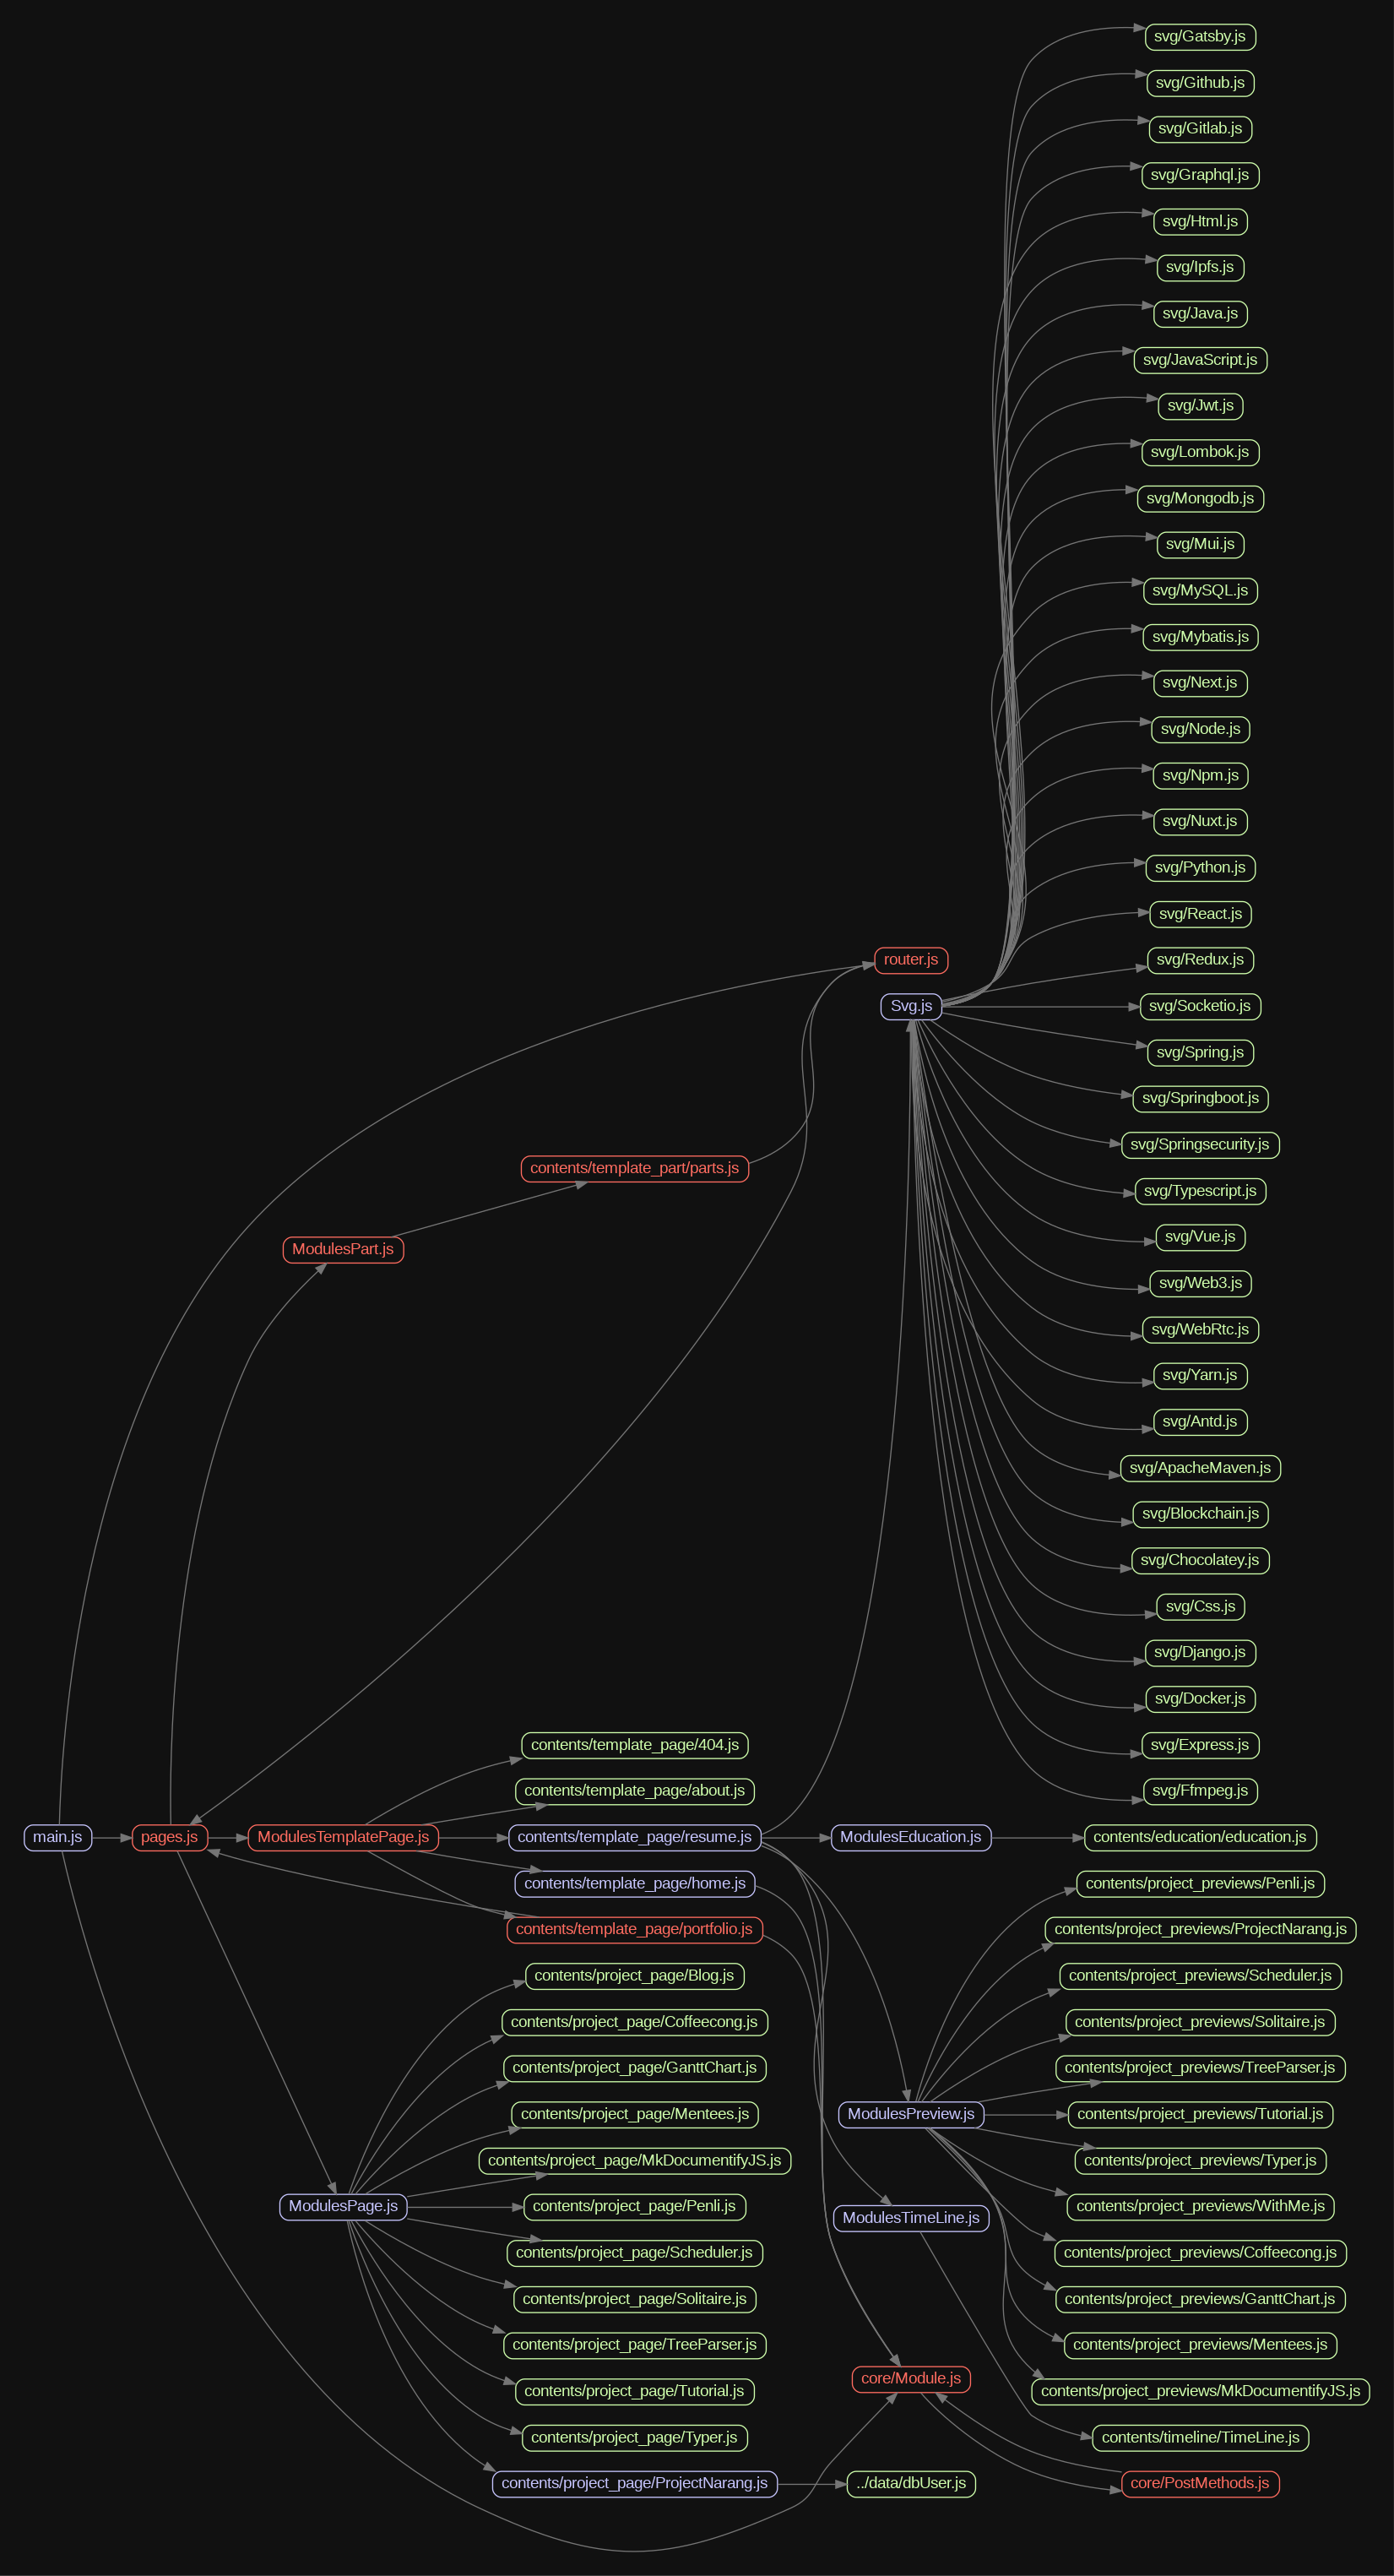 svg/Gatsby.js
svg/Github.js
svg/Gitlab.js
svg/Graphql.js
svg/Html.js
svg/Ipfs.js
svg/Java.js
svg/JavaScript.js
svg/Jwt.js
svg/Lombok.js
svg/Mongodb.js
svg/Mui.js
svg/MySQL.js
svg/Mybatis.js
svg/Next.js
svg/Node.js
svg/Npm.js
svg/Nuxt.js
svg/Python.js
svg/React.js
router.js
svg/Redux.js
Svg.js
svg/Socketio.js
svg/Spring.js
svg/Springboot.js
svg/Springsecurity.js
contents/template_part/parts.js
svg/Typescript.js
svg/Vue.js
ModulesPart.js
svg/Web3.js
svg/WebRtc.js
svg/Yarn.js
svg/Antd.js
svg/ApacheMaven.js
svg/Blockchain.js
svg/Chocolatey.js
svg/Css.js
svg/Django.js
svg/Docker.js
contents/template_page/404.js
svg/Express.js
contents/template_page/about.js
svg/Ffmpeg.js
main.js
pages.js
ModulesTemplatePage.js
contents/template_page/resume.js
ModulesEducation.js
contents/education/education.js
contents/template_page/home.js
contents/project_previews/Penli.js
contents/template_page/portfolio.js
contents/project_previews/ProjectNarang.js
contents/project_page/Blog.js
contents/project_previews/Scheduler.js
contents/project_page/Coffeecong.js
contents/project_previews/Solitaire.js
contents/project_page/GanttChart.js
contents/project_previews/TreeParser.js
contents/project_page/Mentees.js
ModulesPreview.js
contents/project_previews/Tutorial.js
contents/project_page/MkDocumentifyJS.js
contents/project_previews/Typer.js
ModulesPage.js
contents/project_page/Penli.js
contents/project_previews/WithMe.js
ModulesTimeLine.js
contents/project_page/Scheduler.js
contents/project_previews/Coffeecong.js
contents/project_page/Solitaire.js
contents/project_previews/GanttChart.js
contents/project_page/TreeParser.js
contents/project_previews/Mentees.js
core/Module.js
contents/project_page/Tutorial.js
contents/project_previews/MkDocumentifyJS.js
contents/project_page/Typer.js
contents/timeline/TimeLine.js
contents/project_page/ProjectNarang.js
../data/dbUser.js
core/PostMethods.js